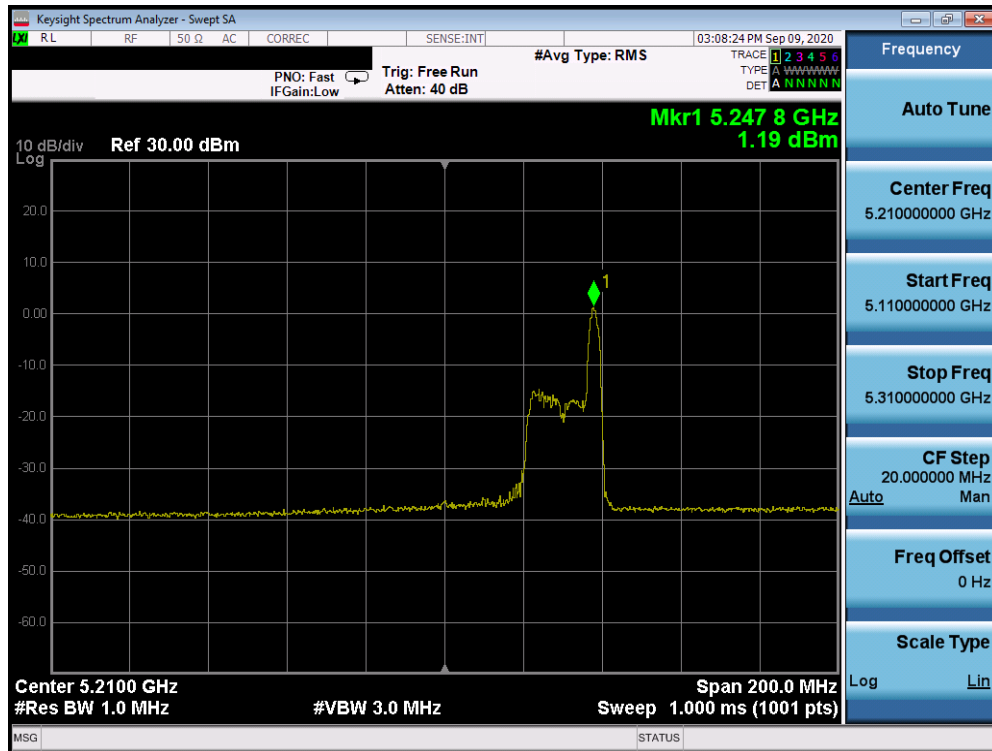 Keysight Spectrum Analyzer - Swept SA
LXI RL RF 50 Ω AC CORREC SENSE:INT 03:08:24 PM Sep 09, 2020
#Avg Type: RMS
TRACE 1 2 3 4 5 6
TYPE A WWWWW
DET A N N N N N
PNO: Fast
IFGain:Low
Trig: Free Run
Atten: 40 dB
Mkr1 5.247 8 GHz
1.19 dBm
10 dB/div Ref 30.00 dBm
Log
20.0
10.0
1
0.00
-10.0
-20.0
-30.0
-40.0
-50.0
-60.0
Center 5.2100 GHz Span 200.0 MHz
#Res BW 1.0 MHz #VBW 3.0 MHz Sweep 1.000 ms (1001 pts)
MSG STATUS
Frequency
Auto Tune
Center Freq
5.210000000 GHz
Start Freq
5.110000000 GHz
Stop Freq
5.310000000 GHz
CF Step
20.000000 MHz
Auto Man
Freq Offset
0 Hz
Scale Type
Log Lin